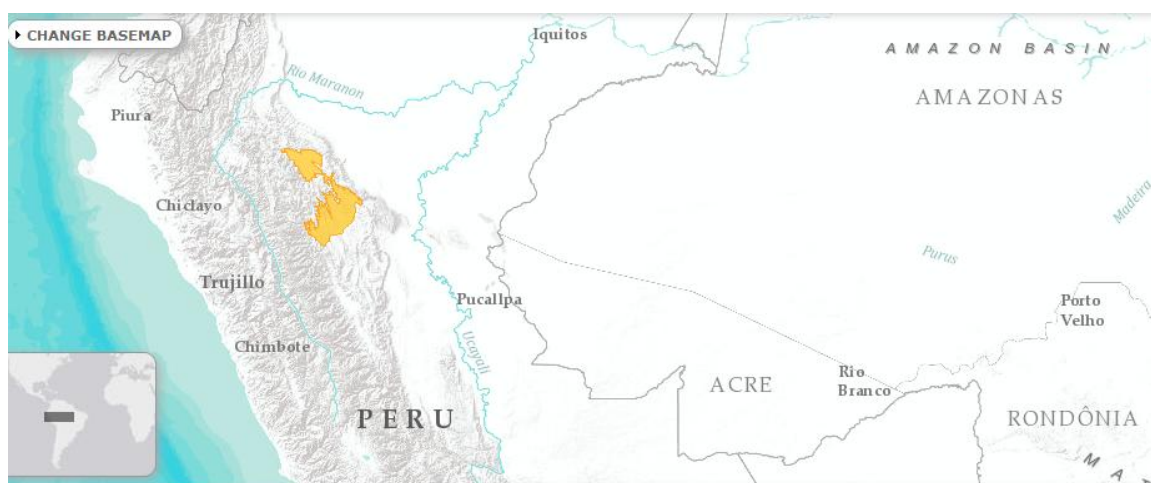 CHANGE BASEMAP
Iquitos
AMAZON BASIN
Rio Maranon
AMAZONAS
Piura
Chiclayo
Madeira
Purus
Trujillo
Pucallpa
Porto
Velho
Ucayali
Chimbote
Rio
Branco
ACRE
PERU
RONDÔNIA
M A